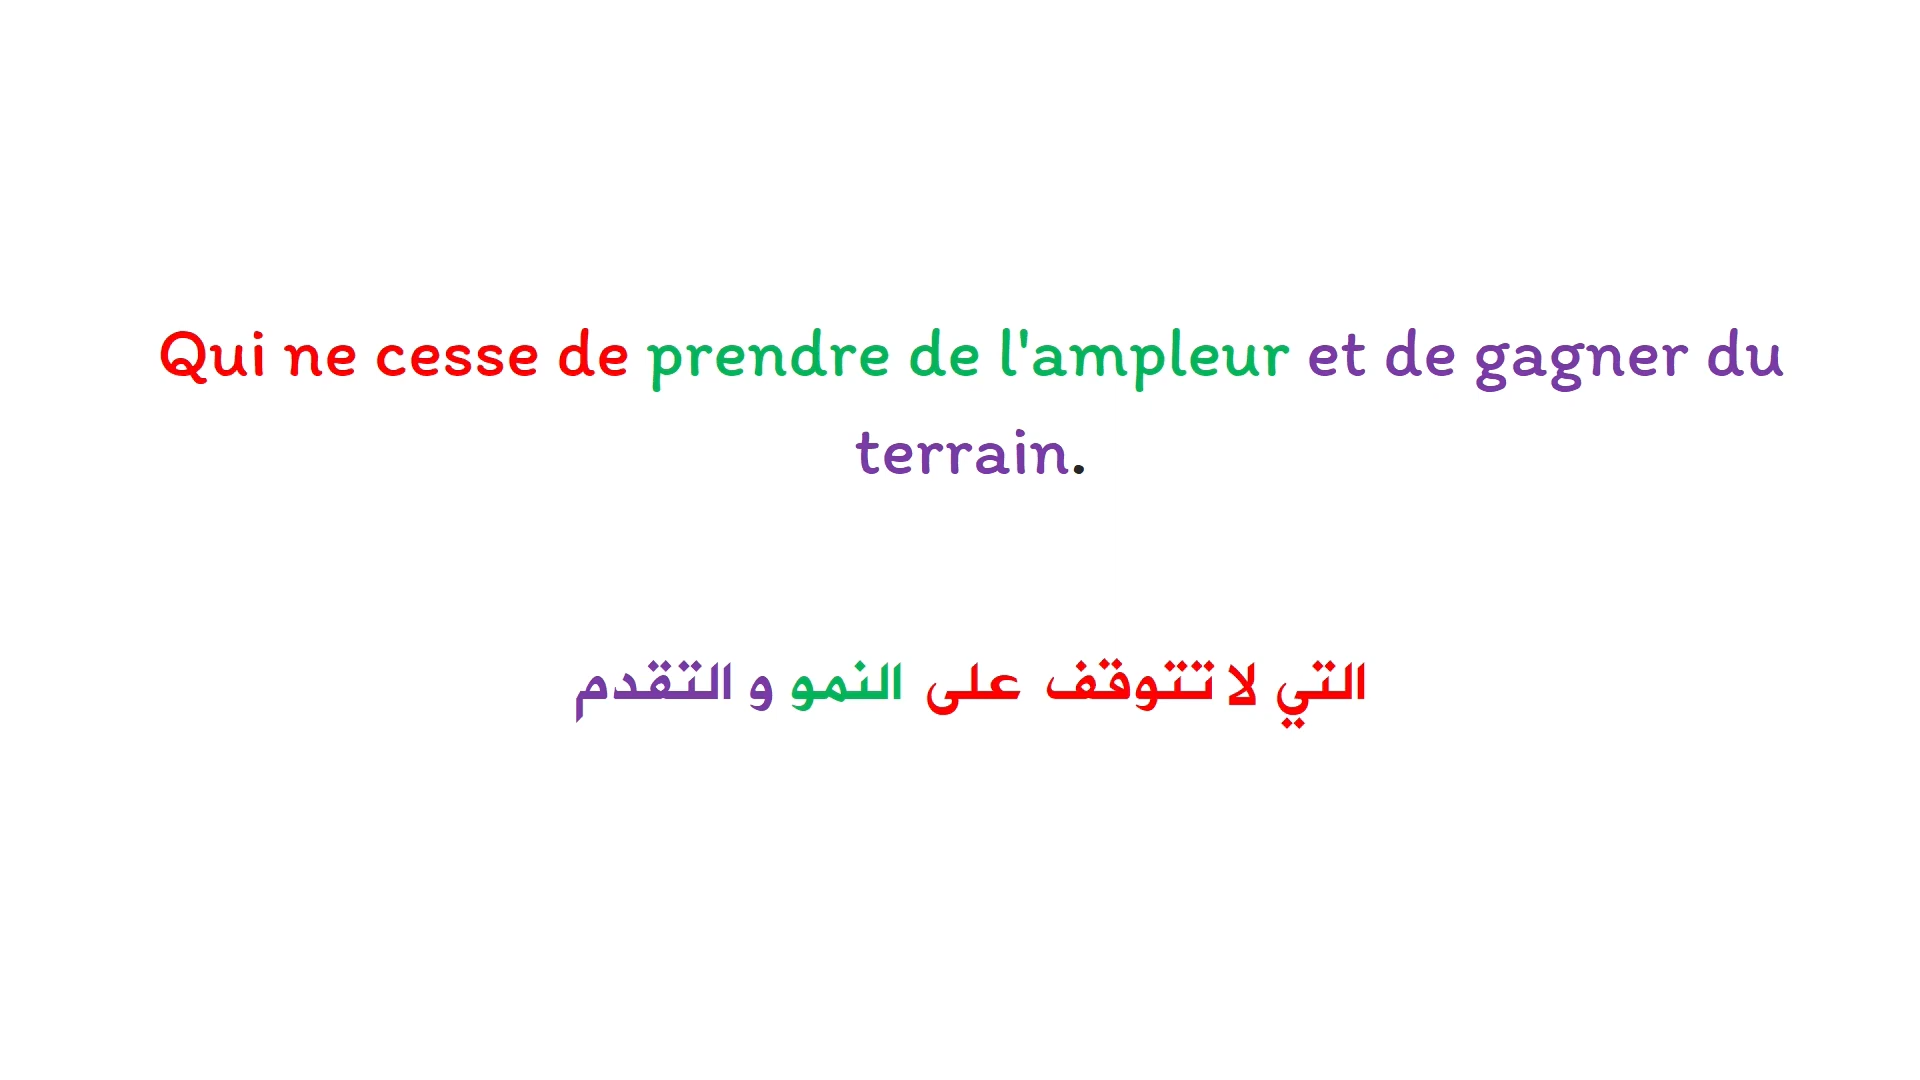 Qui ne cesse de prendre de l'ampleur et de gagner du
terrain.
التي لا تتوقف على النمو و التقدم